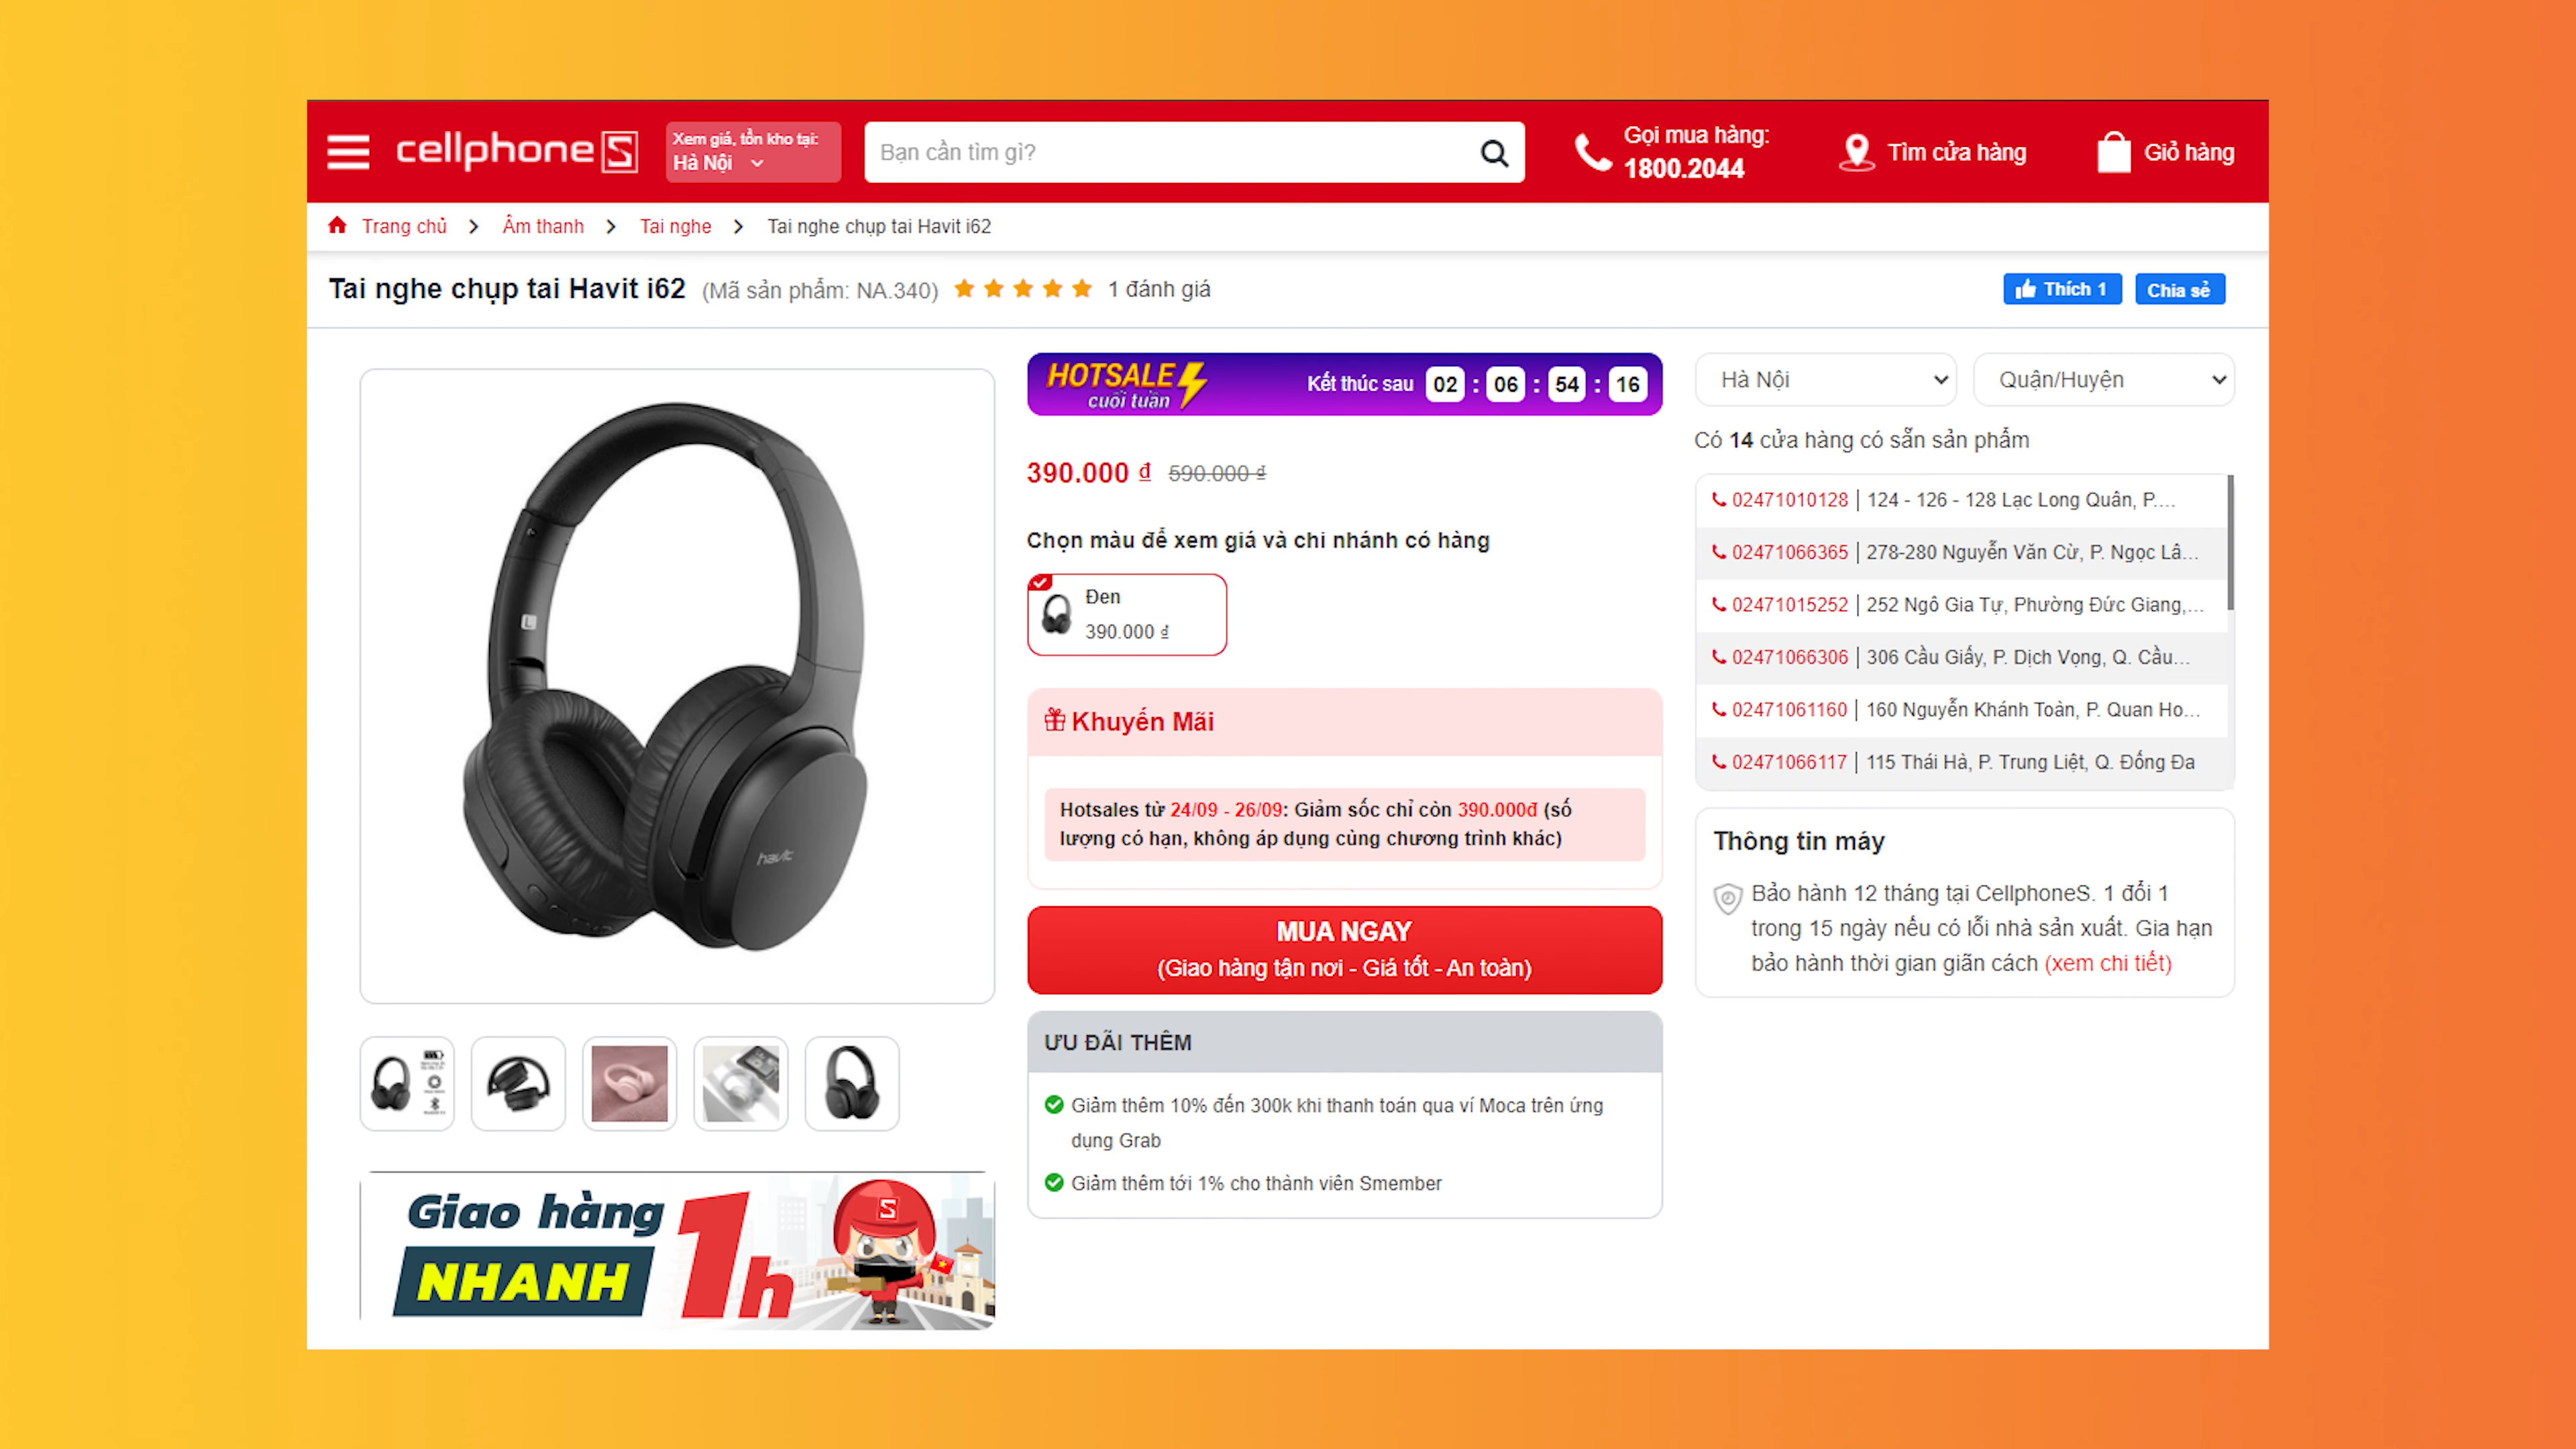 cellphoneS
Xem giá, tồn kho tại:
Hà Nội
Bạn cần tìm gì?
Gọi mua hàng:
1800.2044
Tìm cửa hàng
Giỏ hàng
Trang chủ
Âm thanh
Tai nghe
Tai nghe chụp tai Havit i62
Tai nghe chụp tai Havit i62 (Mã sản phẩm: NA.340) 1 đánh giá
Thích 1
Chia sẻ
L
havit
HOTSALE
cuối tuần
Kết thúc sau 02 : 06 : 54 : 16
390.000 ₫ 590.000 ₫
Chọn màu để xem giá và chi nhánh có hàng
Đen
390.000 ₫
Khuyến Mãi
Hotsales từ 24/09 - 26/09: Giảm sốc chỉ còn 390.000đ (số
lượng có hạn, không áp dụng cùng chương trình khác)
MUA NGAY
(Giao hàng tận nơi - Giá tốt - An toàn)
ƯU ĐÃI THÊM
Giảm thêm 10% đến 300k khi thanh toán qua ví Moca trên ứng
dụng Grab
Giảm thêm tới 1% cho thành viên Smember
Hà Nội
Quận/Huyện
Có 14 cửa hàng có sẵn sản phẩm
02471010128 | 124 - 126 - 128 Lạc Long Quân, P....
02471066365 | 278-280 Nguyễn Văn Cừ, P. Ngọc Lâ...
02471015252 | 252 Ngô Gia Tự, Phường Đức Giang,...
02471066306 | 306 Cầu Giấy, P. Dịch Vọng, Q. Cầu...
02471061160 | 160 Nguyễn Khánh Toàn, P. Quan Ho...
02471066117 | 115 Thái Hà, P. Trung Liệt, Q. Đống Đa
Thông tin máy
Bảo hành 12 tháng tại CellphoneS. 1 đổi 1
trong 15 ngày nếu có lỗi nhà sản xuất. Gia hạn
bảo hành thời gian giãn cách (xem chi tiết)
Giao hàng
NHANH
1h
S